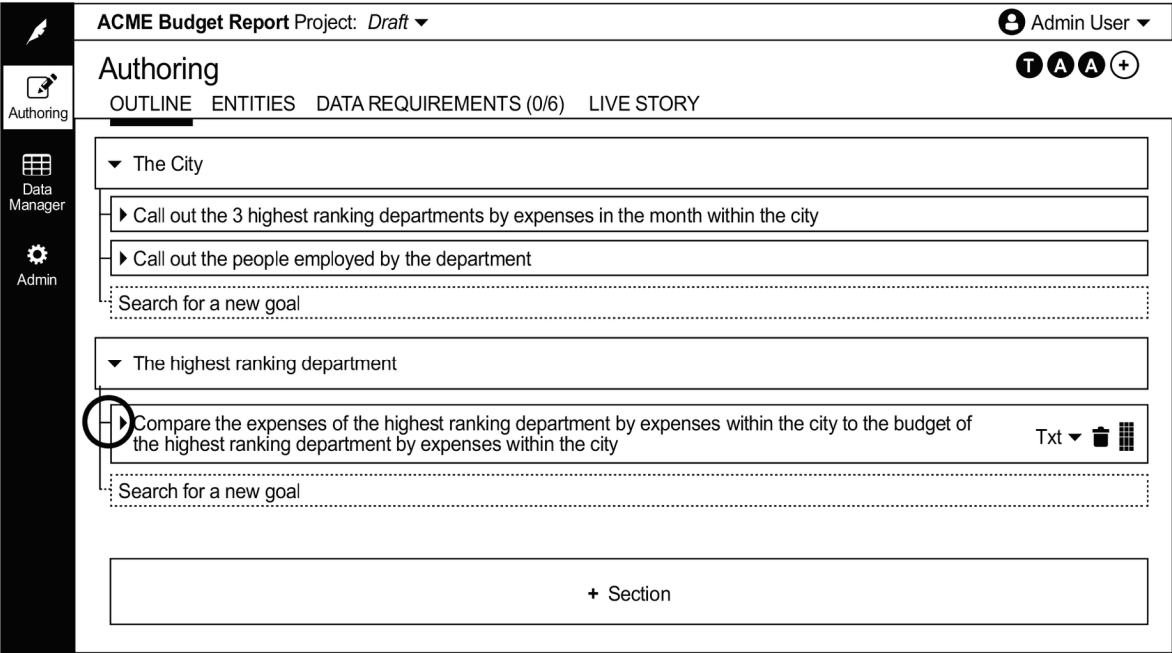 ACME Budget Report Project: Draft
Admin User
Authoring
T A A +
OUTLINE ENTITIES DATA REQUIREMENTS (0/6) LIVE STORY
Authoring
Data
Manager
Admin
The City
Call out the 3 highest ranking departments by expenses in the month within the city
Call out the people employed by the department
Search for a new goal
The highest ranking department
Compare the expenses of the highest ranking department by expenses within the city to the budget of
the highest ranking department by expenses within the city
Txt
Search for a new goal
+ Section